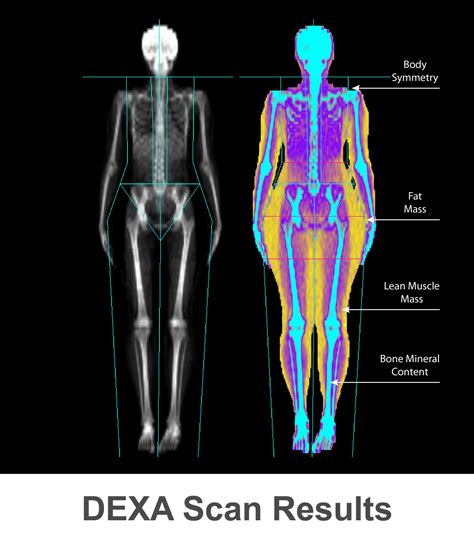 Body
Symmetry
Fat
Mass
Lean Muscle
Mass
Bone Mineral
Content
DEXA Scan Results